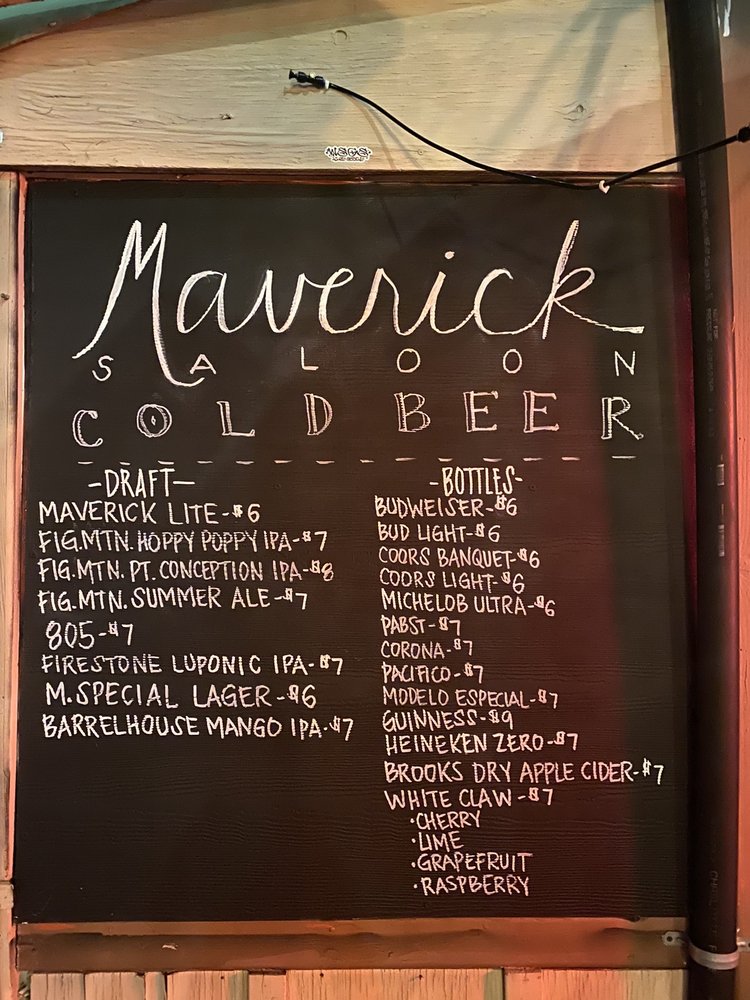 Maverick
SALOON
COLD BEER
-DRAFT-
MAVERICK LITE-$6
FIG.MTN. HOPPY POPPY IPA-$7
FIG.MTN. PT. CONCEPTION IPA-$8
FIG.MTN. SUMMER ALE-$7
805-$7
FIRESTONE LUPONIC IPA-$7
M.SPECIAL LAGER-$6
BARRELHOUSE MANGO IPA-$7
-BOTTLES-
BUDWEISER-$6
BUD LIGHT-$6
COORS BANQUET-$6
COORS LIGHT-$6
MICHELOB ULTRA-$6
PABST-$7
CORONA-$7
PACIFICO-$7
MODELO ESPECIAL-$7
GUINNESS-$9
HEINEKEN ZERO-$7
BROOKS DRY APPLE CIDER-$7
WHITE CLAW-$7
·CHERRY
·LIME
·GRAPEFRUIT
·RASPBERRY